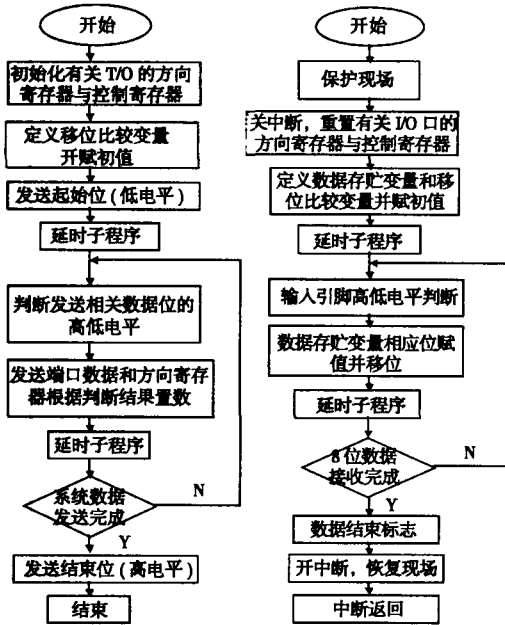 开始
初始化有关 T/O 的方向
寄存器与控制寄存器
定义移位比较变量
开赋初值
发送起始位(低电平)
延时子程序
判断发送相关数据位的
高低电平
发送端口数据和方向寄存
器根据判断结果置数
延时子程序
系统数据
发送完成
N
Y
发送结束位(高电平)
结束
开始
保护现场
关中断，重置有关 I/O 口的
方向寄存器与控制寄存器
定义数据存贮变量和移
位比较变量并赋初值
延时子程序
输入引脚高低电平判断
数据存贮变量相应位赋
值并移位
延时子程序
8 位数据
接收完成
N
Y
数据结束标志
开中断，恢复现场
中断返回